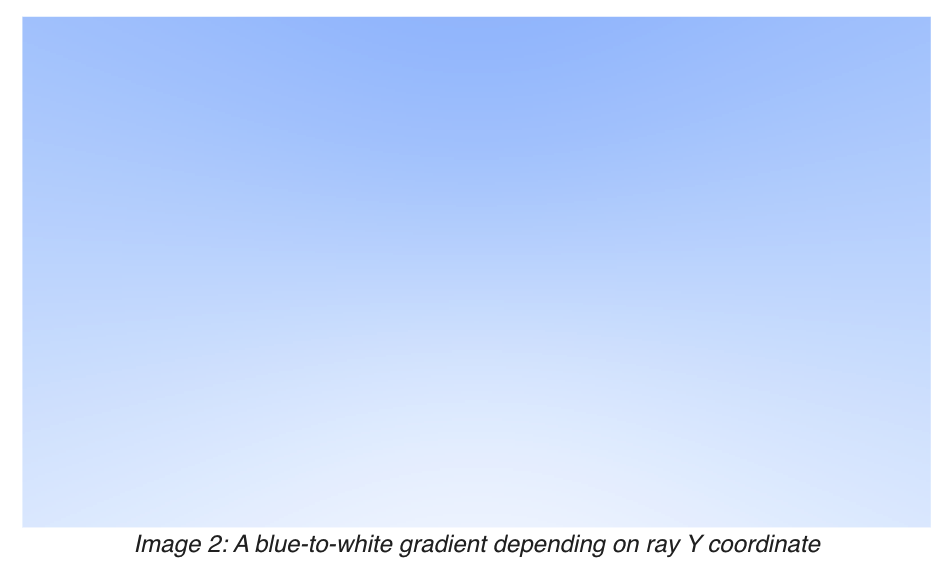 Image 2: A blue-to-white gradient depending on ray Y coordinate